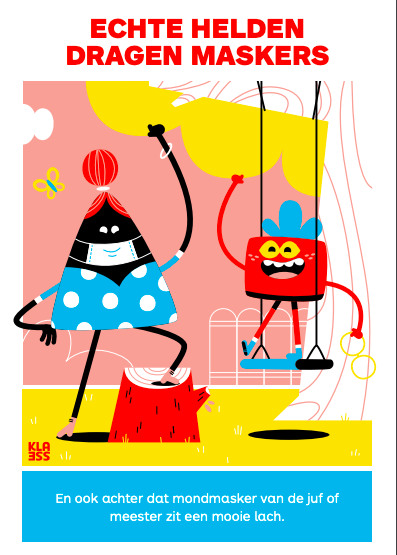 ECHTE HELDEN
DRAGEN MASKERS
KLA
ESS
En ook achter dat mondmasker van de juf of
meester zit een mooie lach.